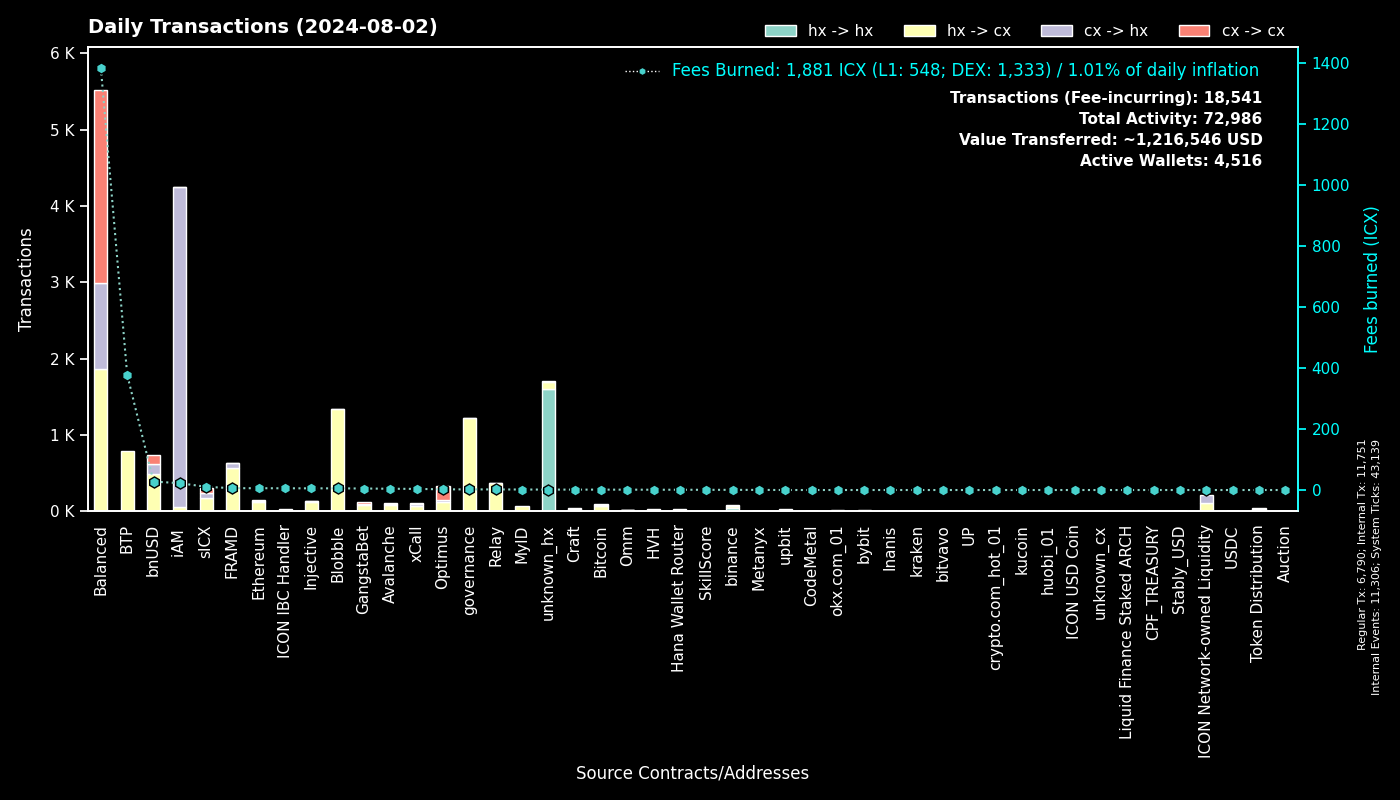 Daily Transactions (2024-08-02)
hx -> hx
hx -> cx
cx -> hx
cx -> cx
Fees Burned: 1,881 ICX (L1: 548; DEX: 1,333) / 1.01% of daily inflation
Transactions (Fee-incurring): 18,541
Total Activity: 72,986
Value Transferred: ~1,216,546 USD
Active Wallets: 4,516
6 K
5 K
4 K
3 K
2 K
1 K
0 K
Transactions
1400
1200
1000
800
600
400
200
0
Fees burned (ICX)
Regular Tx: 6,790; Internal Tx: 11,751
Internal Events: 11,306; System Ticks: 43,139
Balanced
BTP
bnUSD
iAM
sICX
FRAMD
Ethereum
ICON IBC Handler
Injective
Blobble
GangstaBet
Avalanche
xCall
Optimus
governance
Relay
MyID
unknown_hx
Craft
Bitcoin
Omm
HVH
Hana Wallet Router
SkillScore
binance
Metanyx
upbit
CodeMetal
okx.com_01
bybit
Inanis
kraken
bitvavo
UP
crypto.com_hot_01
kucoin
huobi_01
ICON USD Coin
unknown_cx
Liquid Finance Staked ARCH
CPF_TREASURY
Stably_USD
ICON Network-owned Liquidity
USDC
Token Distribution
Auction
Source Contracts/Addresses